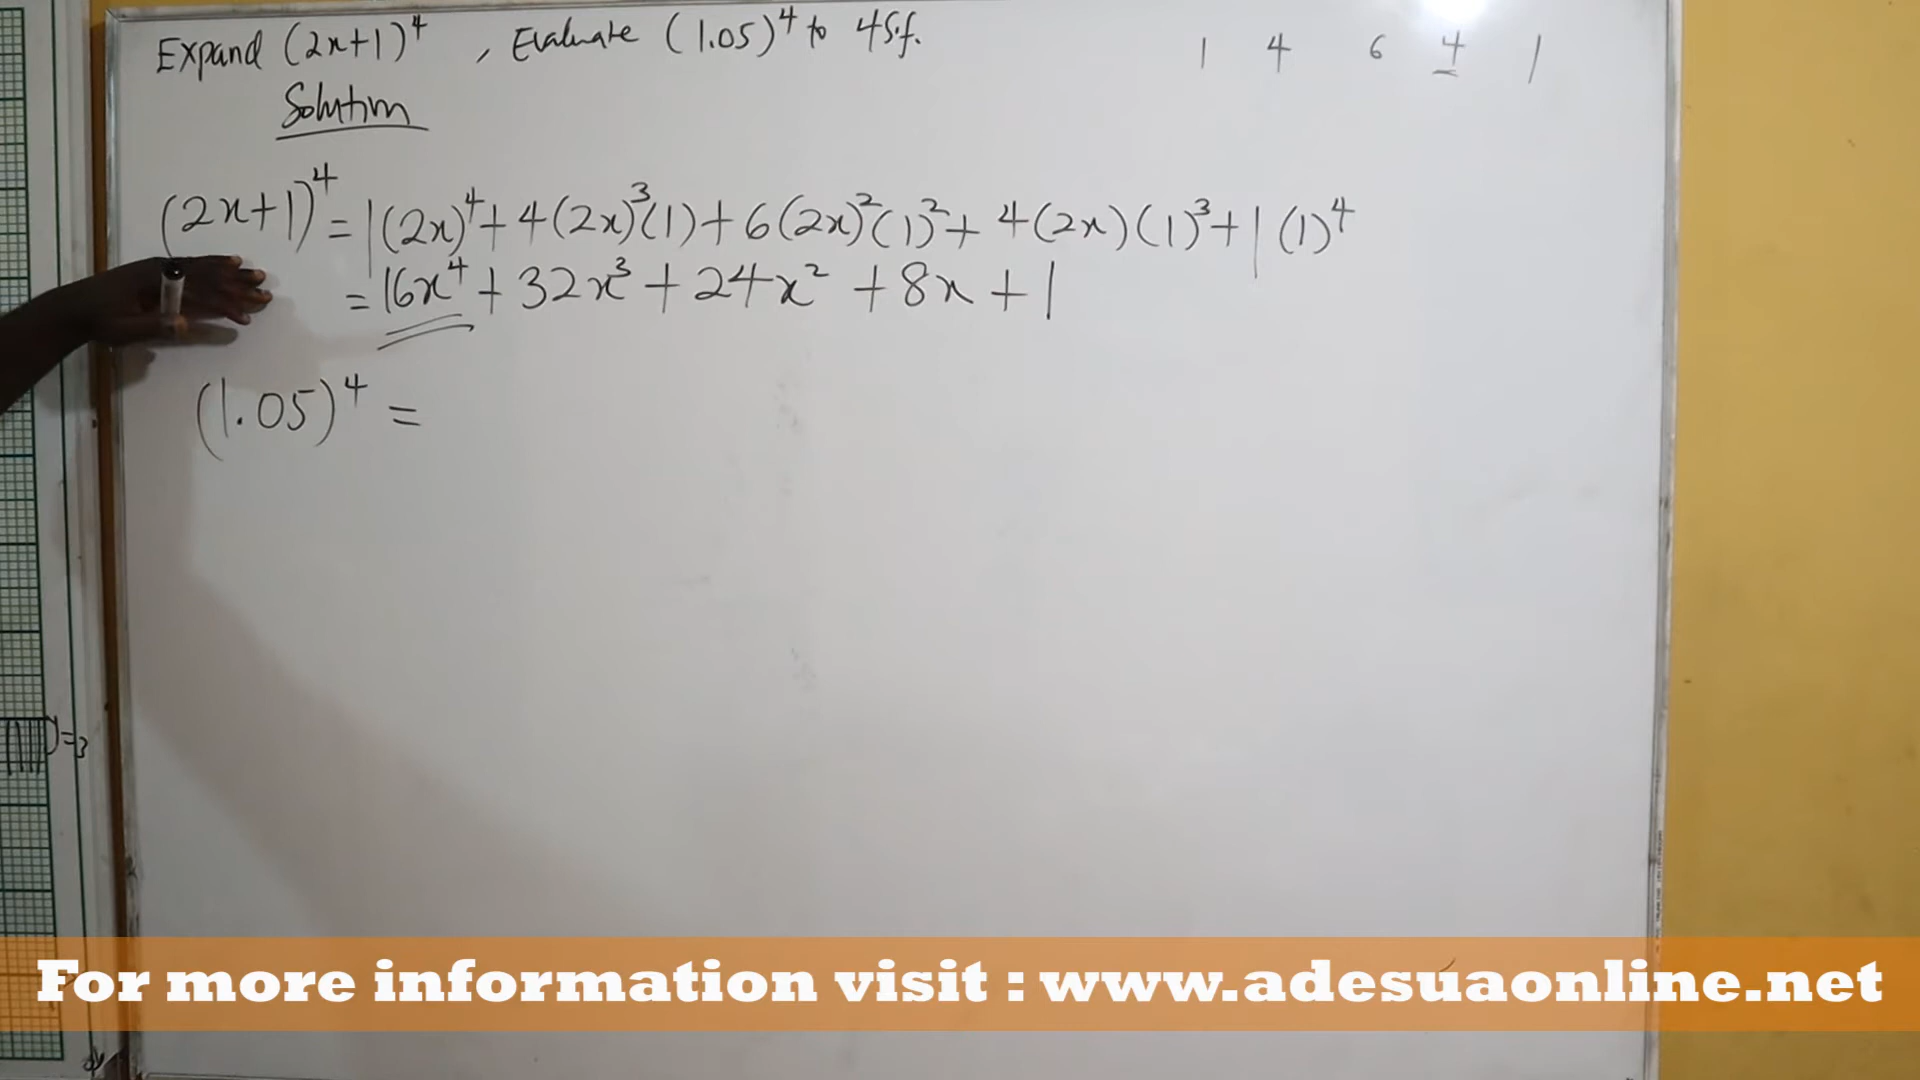 Expand (2x+1)⁴ , Evaluate (1.05)⁴ to 4 S.f.
1 4 6 4 1
Solution
(2x+1)⁴ = 1(2x)⁴ + 4(2x)³(1) + 6(2x)²(1)² + 4(2x)(1)³ + 1(1)⁴
= 16x⁴ + 32x³ + 24x² + 8x + 1
(1.05)⁴ =
=3
For more information visit : www.adesuaonline.net